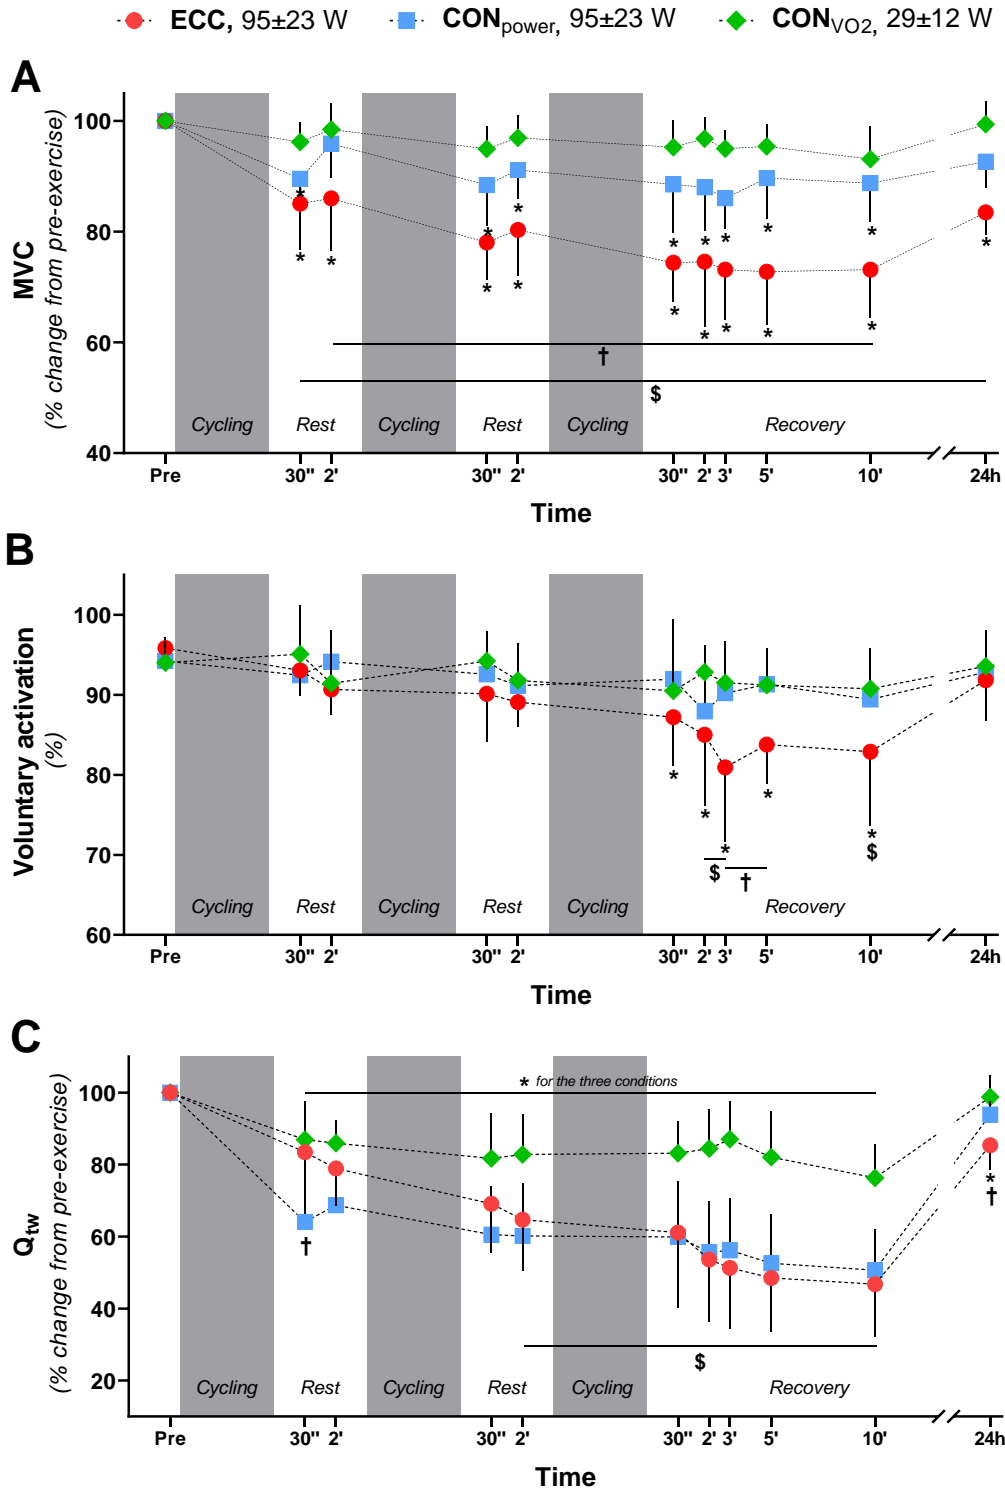 ECC, 95±23 W CON power, 95±23 W CON VO2, 29±12 W
A
MVC
(% change from pre-exercise)
100
80
60
40
* * * * * * * * * * * * * * * * * * *
†
$
Cycling Rest Cycling Rest Cycling Recovery
Pre 30" 2' 30" 2' 30" 2' 3' 5' 10' 24h
Time
B
Voluntary activation
(%)
100
90
80
70
60
* * * * *
$ † $
Cycling Rest Cycling Rest Cycling Recovery
Pre 30" 2' 30" 2' 30" 2' 3' 5' 10' 24h
Time
C
Qtw
(% change from pre-exercise)
100
80
60
40
20
* for the three conditions
†
*
†
$
Cycling Rest Cycling Rest Cycling Recovery
Pre 30" 2' 30" 2' 30" 2' 3' 5' 10' 24h
Time